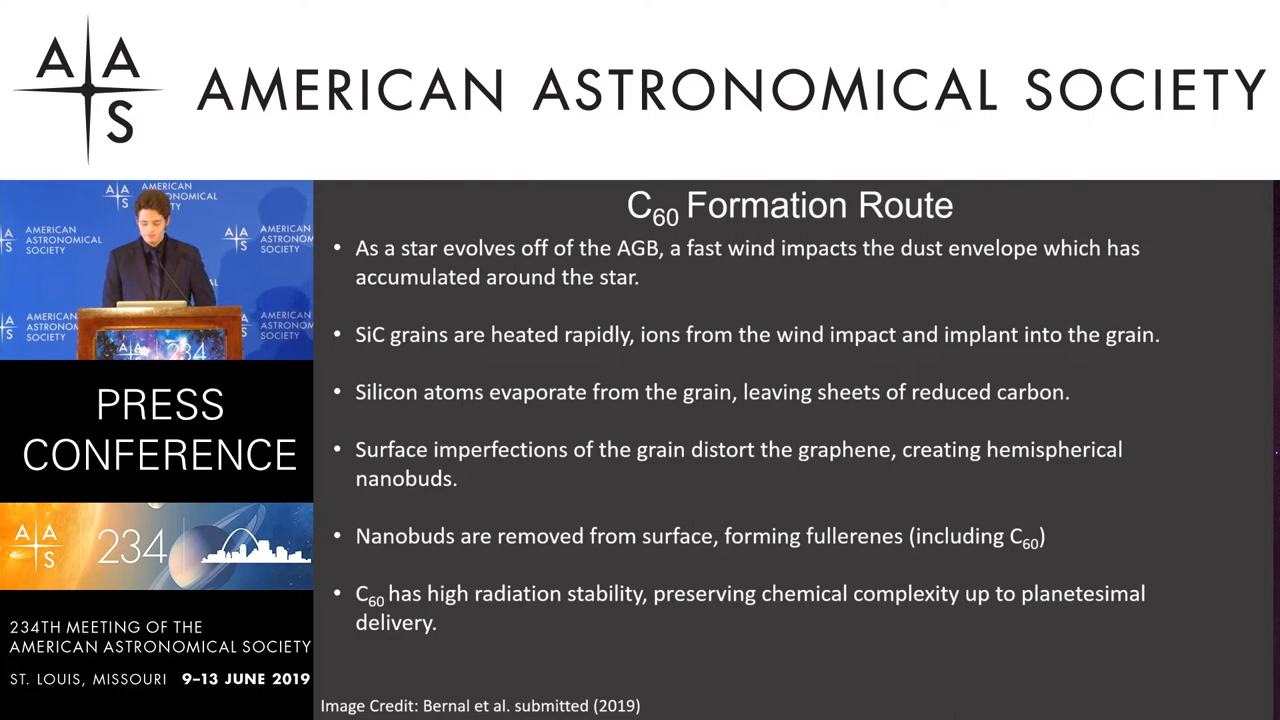 A A
S
AMERICAN ASTRONOMICAL SOCIETY
AMERICAN
ASTRONOMICAL
SOCIETY
AMERICAN
ASTRONOMICAL
SOCIETY
234
PRESS
CONFERENCE
A A
S
234
234TH MEETING OF THE
AMERICAN ASTRONOMICAL SOCIETY
ST. LOUIS, MISSOURI 9–13 JUNE 2019
C60 Formation Route
• As a star evolves off of the AGB, a fast wind impacts the dust envelope which has
accumulated around the star.
• SiC grains are heated rapidly, ions from the wind impact and implant into the grain.
• Silicon atoms evaporate from the grain, leaving sheets of reduced carbon.
• Surface imperfections of the grain distort the graphene, creating hemispherical
nanobuds.
• Nanobuds are removed from surface, forming fullerenes (including C60)
• C60 has high radiation stability, preserving chemical complexity up to planetesimal
delivery.
Image Credit: Bernal et al. submitted (2019)